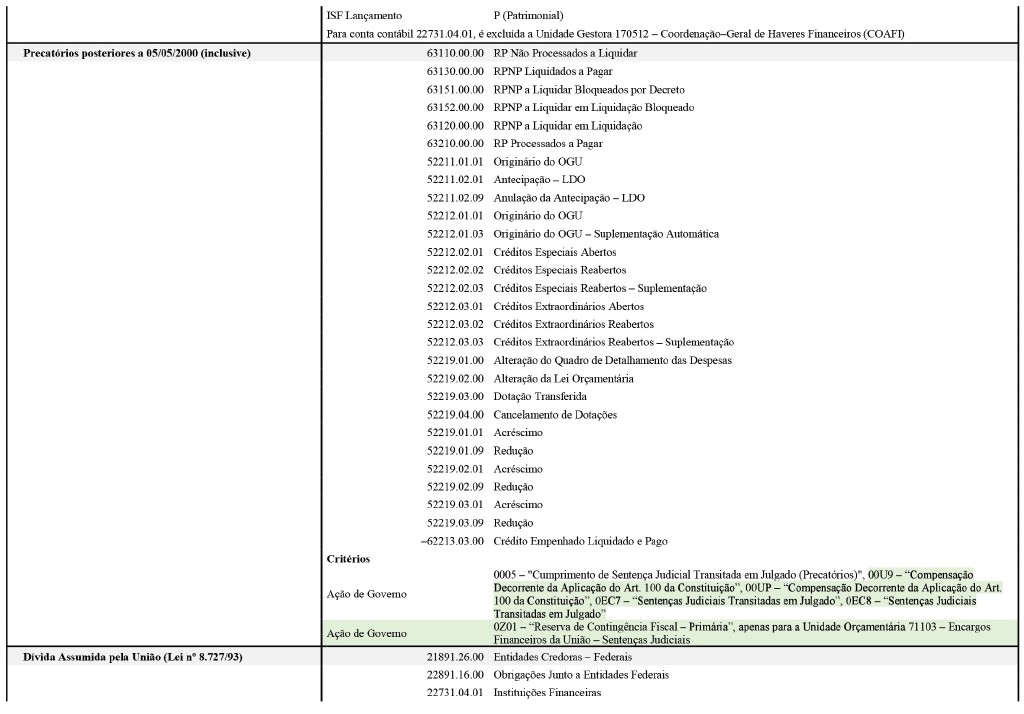 ISF Lançamento P (Patrimonial)
Para conta contábil 22731.04.01, é excluída a Unidade Gestora 170512 – Coordenação–Geral de Haveres Financeiros (COAFI)
Precatórios posteriores a 05/05/2000 (inclusive) 63110.00.00 RP Não Processados a Liquidar
63130.00.00 RPNP Liquidados a Pagar
63151.00.00 RPNP a Liquidar Bloqueados por Decreto
63152.00.00 RPNP a Liquidar em Liquidação Bloqueado
63120.00.00 RPNP a Liquidar em Liquidação
63210.00.00 RP Processados a Pagar
52211.01.01 Originário do OGU
52211.02.01 Antecipação – LDO
52211.02.09 Anulação da Antecipação – LDO
52212.01.01 Originário do OGU
52212.01.03 Originário do OGU – Suplementação Automática
52212.02.01 Créditos Especiais Abertos
52212.02.02 Créditos Especiais Reabertos
52212.02.03 Créditos Especiais Reabertos – Suplementação
52212.03.01 Créditos Extraordinários Abertos
52212.03.02 Créditos Extraordinários Reabertos
52212.03.03 Créditos Extraordinários Reabertos – Suplementação
52219.01.00 Alteração do Quadro de Detalhamento das Despesas
52219.02.00 Alteração da Lei Orçamentária
52219.03.00 Dotação Transferida
52219.04.00 Cancelamento de Dotações
52219.01.01 Acréscimo
52219.01.09 Redução
52219.02.01 Acréscimo
52219.02.09 Redução
52219.03.01 Acréscimo
52219.03.09 Redução
–62213.03.00 Crédito Empenhado Liquidado e Pago
Critérios
Ação de Governo 0005 – "Cumprimento de Sentença Judicial Transitada em Julgado (Precatórios)", 00U9 – “Compensação
Decorrente da Aplicação do Art. 100 da Constituição”, 00UP – “Compensação Decorrente da Aplicação do Art.
100 da Constituição”, 0EC7 – “Sentenças Judiciais Transitadas em Julgado”, 0EC8 – “Sentenças Judiciais
Transitadas em Julgado”
Ação de Governo 0Z01 – “Reserva de Contingência Fiscal – Primária”, apenas para a Unidade Orçamentária 71103 – Encargos
Financeiros da União – Sentenças Judiciais
Dívida Assumida pela União (Lei nº 8.727/93) 21891.26.00 Entidades Credoras – Federais
22891.16.00 Obrigações Junto a Entidades Federais
22731.04.01 Instituições Financeiras